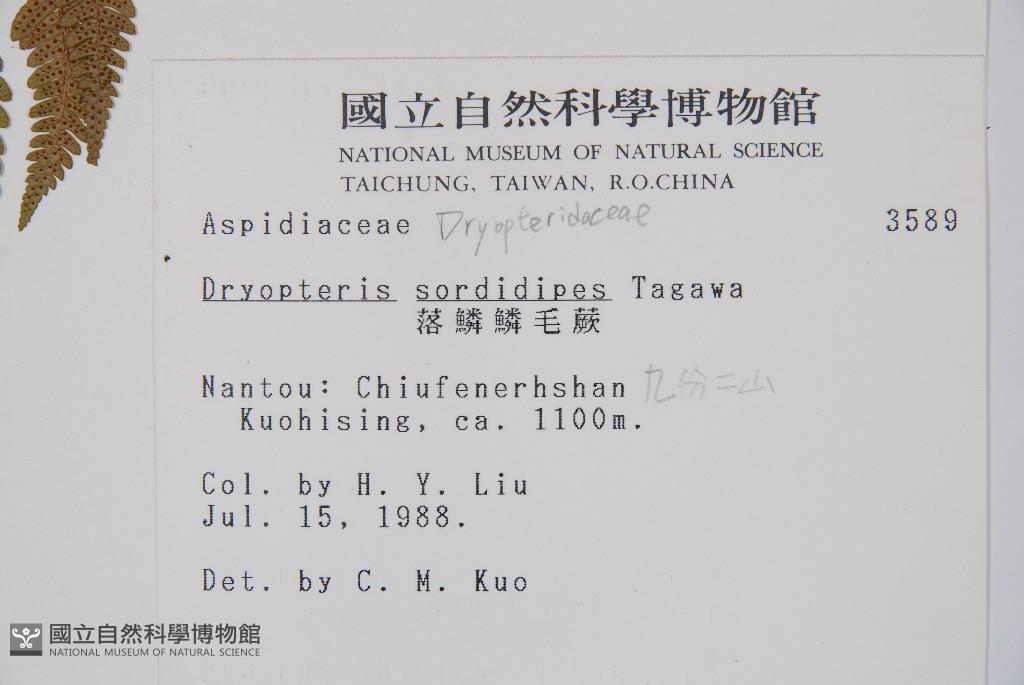 國立自然科學博物館
NATIONAL MUSEUM OF NATURAL SCIENCE
TAICHUNG, TAIWAN, R.O.CHINA
Aspidiaceae Dryopteridaceae 3589
Dryopteris sordidipes Tagawa
落鱗鱗毛蕨
Nantou: Chiufenerhshan 九分二山
Kuohising, ca. 1100m.
Col. by H. Y. Liu
Jul. 15, 1988.
Det. by C. M. Kuo
國立自然科學博物館
NATIONAL MUSEUM OF NATURAL SCIENCE